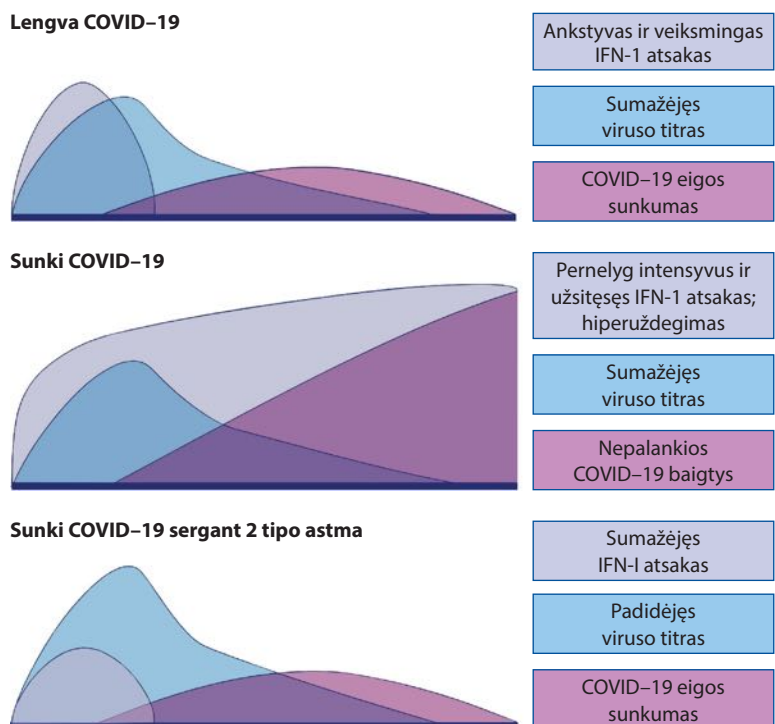 Lengva COVID–19
Ankstyvas ir veiksmingas
IFN-1 atsakas
Sumažėjęs
viruso titras
COVID–19 eigos
sunkumas
Sunki COVID–19
Pernelyg intensyvus ir
užsitęsęs IFN-1 atsakas;
hiperuždegimas
Sumažėjęs
viruso titras
Nepalankios
COVID–19 baigtys
Sunki COVID–19 sergant 2 tipo astma
Sumažėjęs
IFN-I atsakas
Padidėjęs
viruso titras
COVID–19 eigos
sunkumas